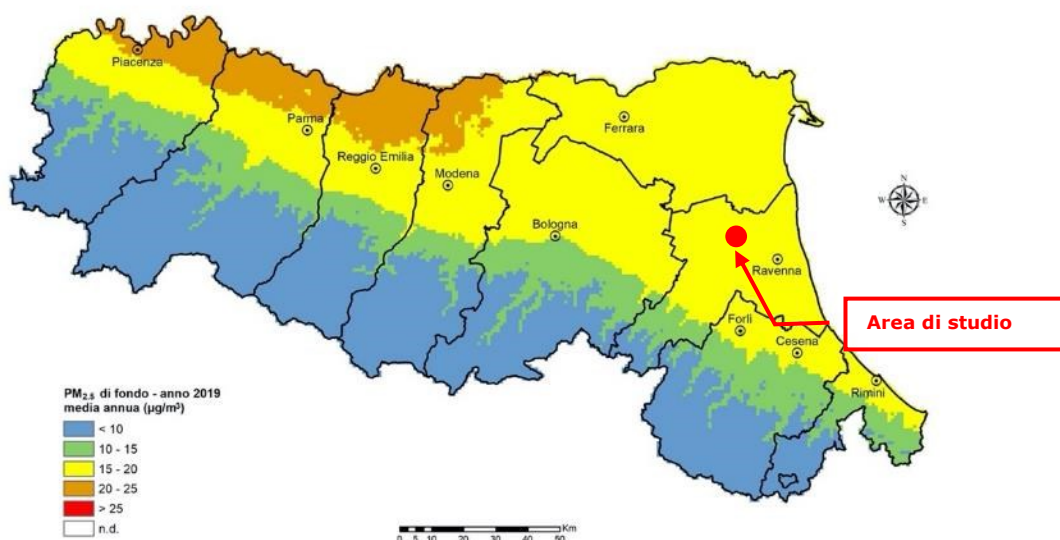 Piacenza
Parma
Reggio Emilia
Modena
Ferrara
Bologna
Ravenna
Forlì
Cesena
Rimini
N
W E
S
Area di studio
PM2.5 di fondo - anno 2019
media annua (µg/m³)
< 10
10 - 15
15 - 20
20 - 25
> 25
n.d.
Km
0 5 10 20 30 40 50